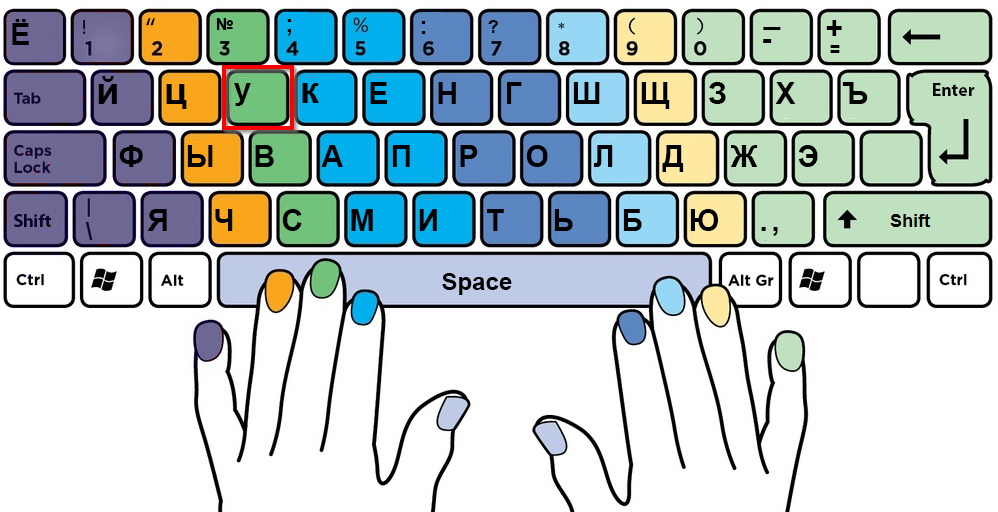 Ё ! 1 “ 2 № 3 ; 4 % 5 : 6 ? 7 * 8 ( 9 ) 0 — - + =
Tab Й Ц У К Е Н Г Ш Щ З Х Ъ Enter
Caps Lock Ф Ы В А П Р О Л Д Ж Э
Shift | \ Я Ч С М И Т Ь Б Ю . , Shift
Ctrl Alt Space Alt Gr Ctrl